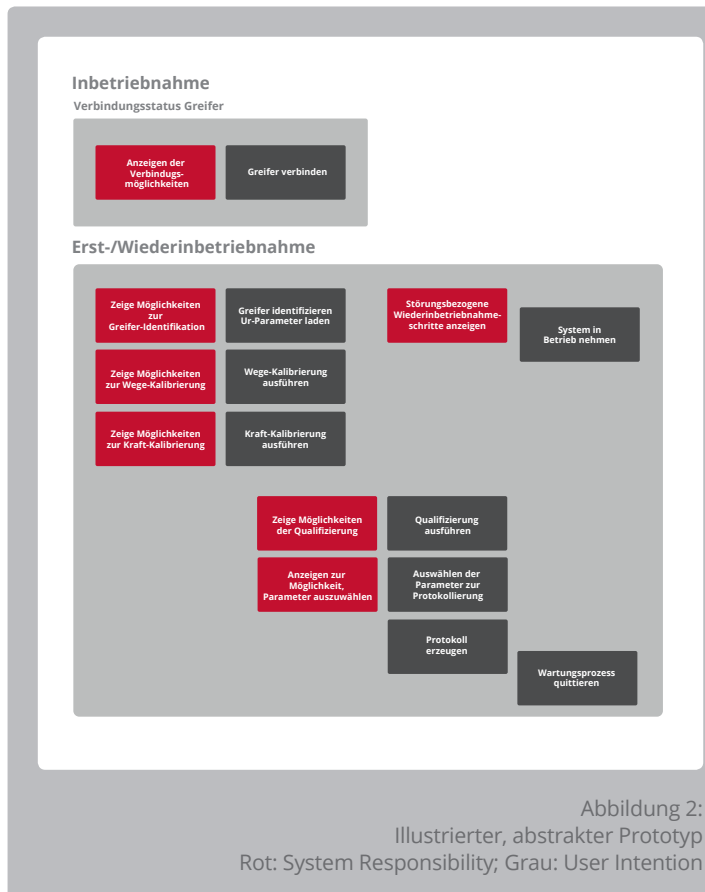 Inbetriebnahme
Verbindungsstatus Greifer
Anzeigen der
Verbindugs-
möglichkeiten
Greifer verbinden
Erst-/Wiederinbetriebnahme
Zeige Möglichkeiten
zur
Greifer-Identifikation
Greifer identifizieren
Ur-Parameter laden
Störungsbezogene
Wiederinbetriebnahme-
schritte anzeigen
System in
Betrieb nehmen
Zeige Möglichkeiten
zur Wege-Kalibrierung
Wege-Kalibrierung
ausführen
Zeige Möglichkeiten
zur Kraft-Kalibrierung
Kraft-Kalibrierung
ausführen
Zeige Möglichkeiten
der Qualifizierung
Qualifizierung
ausführen
Anzeigen zur
Möglichkeit,
Parameter auszuwählen
Auswählen der
Parameter zur
Protokollierung
Protokoll
erzeugen
Wartungsprozess
quittieren
Abbildung 2:
Illustrierter, abstrakter Prototyp
Rot: System Responsibility; Grau: User Intention